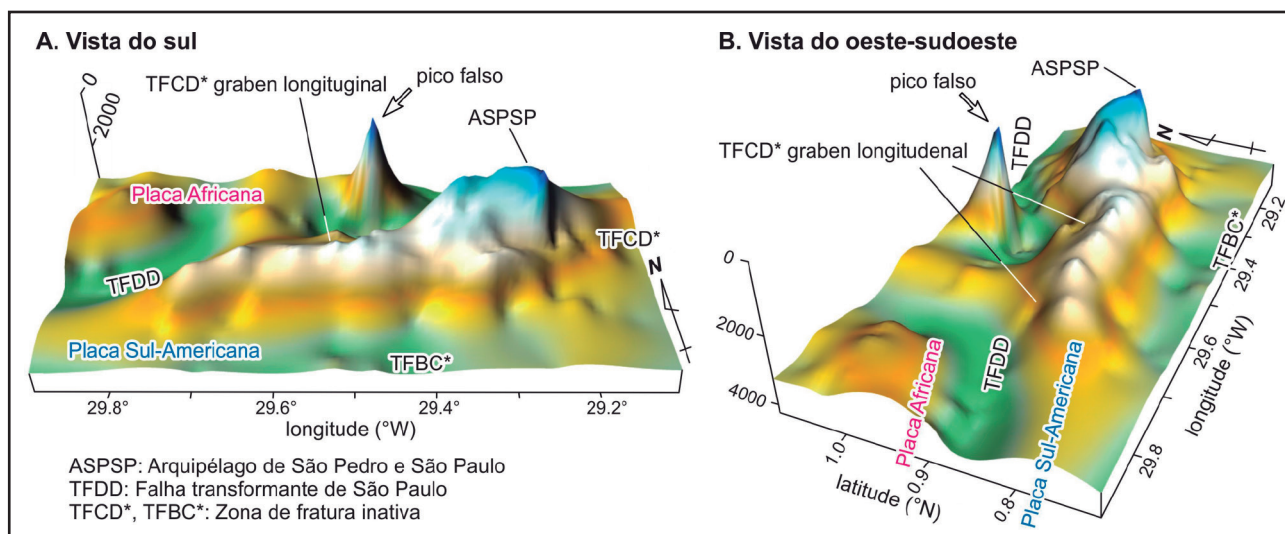 A. Vista do sul
0
2000
TFCD* graben longituginal
pico falso
ASPSP
Placa Africana
TFCD*
N
TFDD
Placa Sul-Americana
TFBC*
29.8
29.6
29.4
29.2
longitude (°W)
ASPSP: Arquipélago de São Pedro e São Paulo
TFDD: Falha transformante de São Paulo
TFCD*, TFBC*: Zona de fratura inativa
B. Vista do oeste-sudoeste
ASPSP
pico falso
TFDD
N
TFCD* graben longitudenal
29.2
TFBC*
29.4
0
29.6
longitude (°W)
2000
TFDD
4000
Placa Africana
Placa Sul-Americana
29.8
1.0
0.9
0.8
latitude (°N)